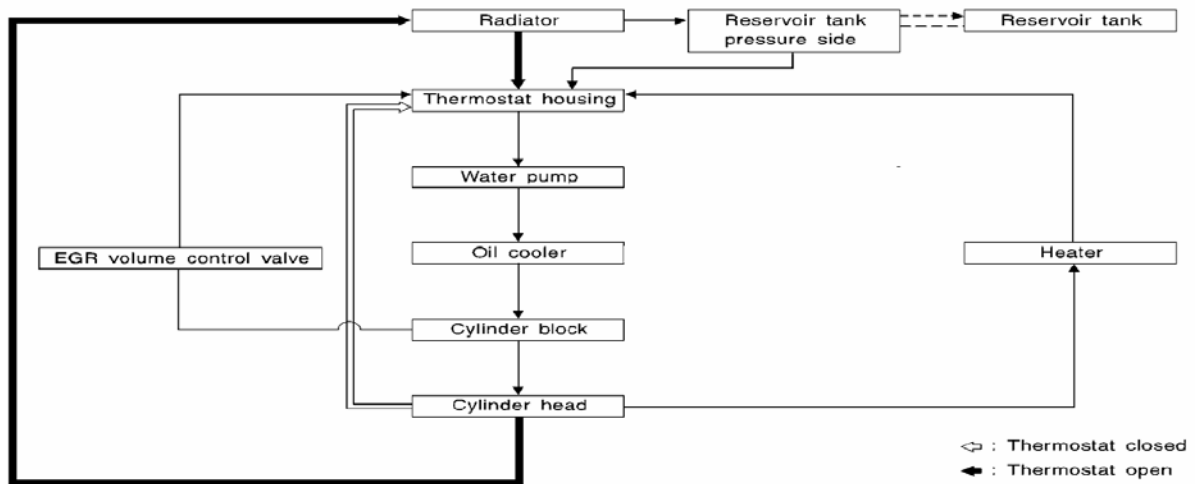 Radiator
Reservoir tank
pressure side
Reservoir tank
Thermostat housing
Water pump
EGR volume control valve
Oil cooler
Heater
Cylinder block
Cylinder head
: Thermostat closed
: Thermostat open